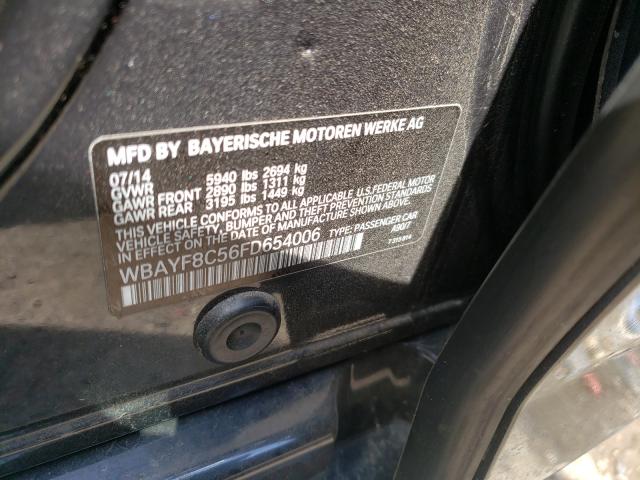 MFD BY BAYERISCHE MOTOREN WERKE AG
07/14
GVWR 5940 lbs 2694 kg
GAWR FRONT 2890 lbs 1311 kg
GAWR REAR 3195 lbs 1449 kg
THIS VEHICLE CONFORMS TO ALL APPLICABLE U.S. FEDERAL MOTOR
VEHICLE SAFETY, BUMPER, AND THEFT PREVENTION STANDARDS
IN EFFECT ON THE DATE OF MANUFACTURE SHOWN ABOVE.
WBAYF8C56FD654006 TYPE: PASSENGER CAR
A90/7